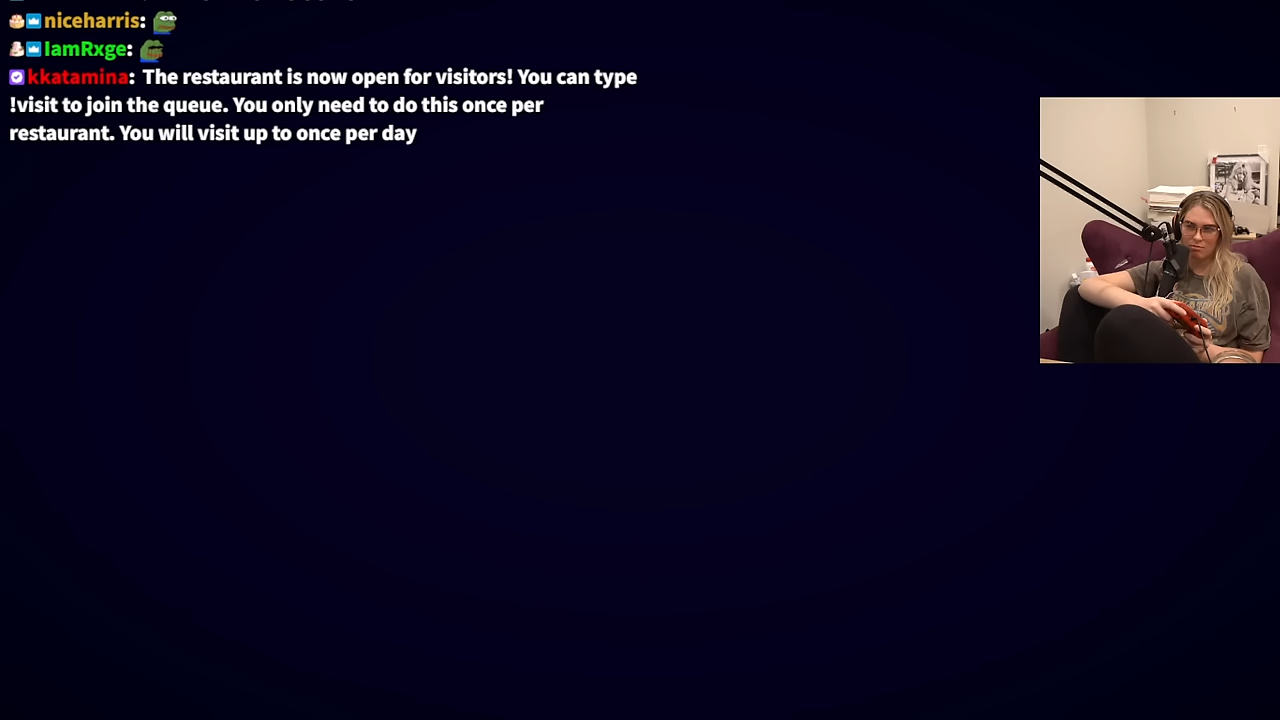 niceharris:
IamRxge:
kkatamina: The restaurant is now open for visitors! You can type
!visit to join the queue. You only need to do this once per
restaurant. You will visit up to once per day